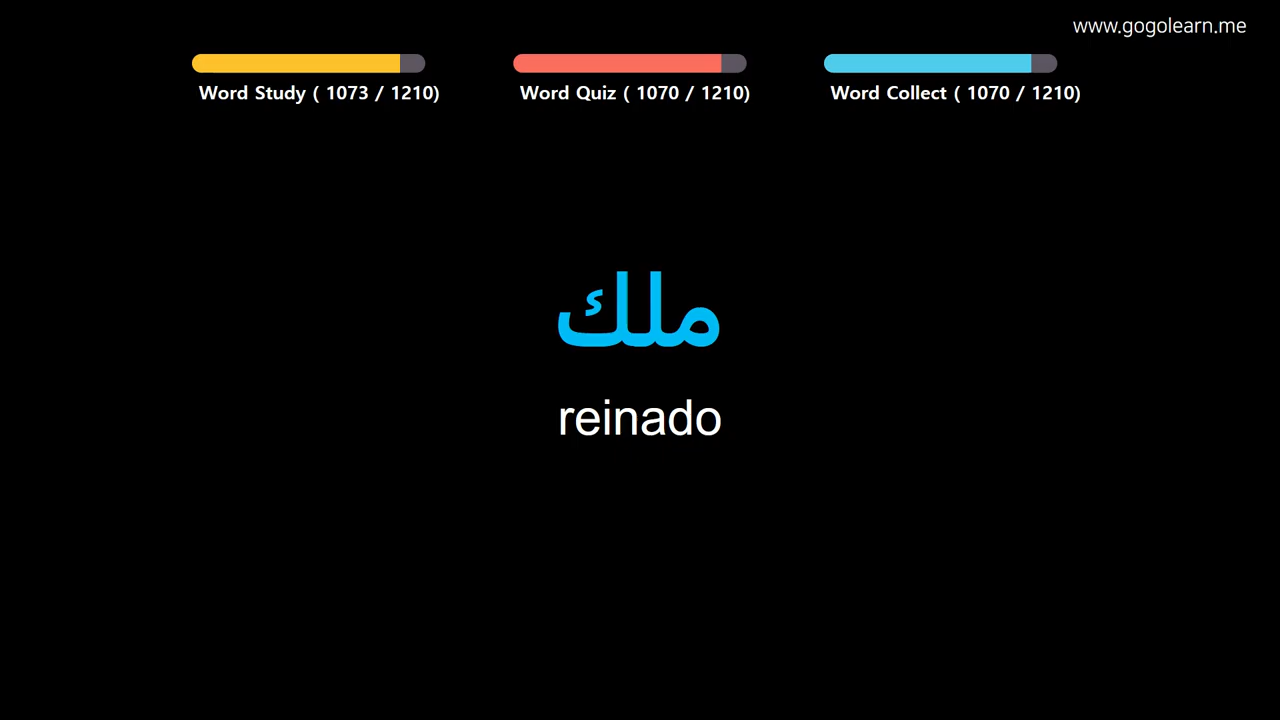 www.gogolearn.me
Word Study ( 1073 / 1210)
Word Quiz ( 1070 / 1210)
Word Collect ( 1070 / 1210)
ملك
reinado